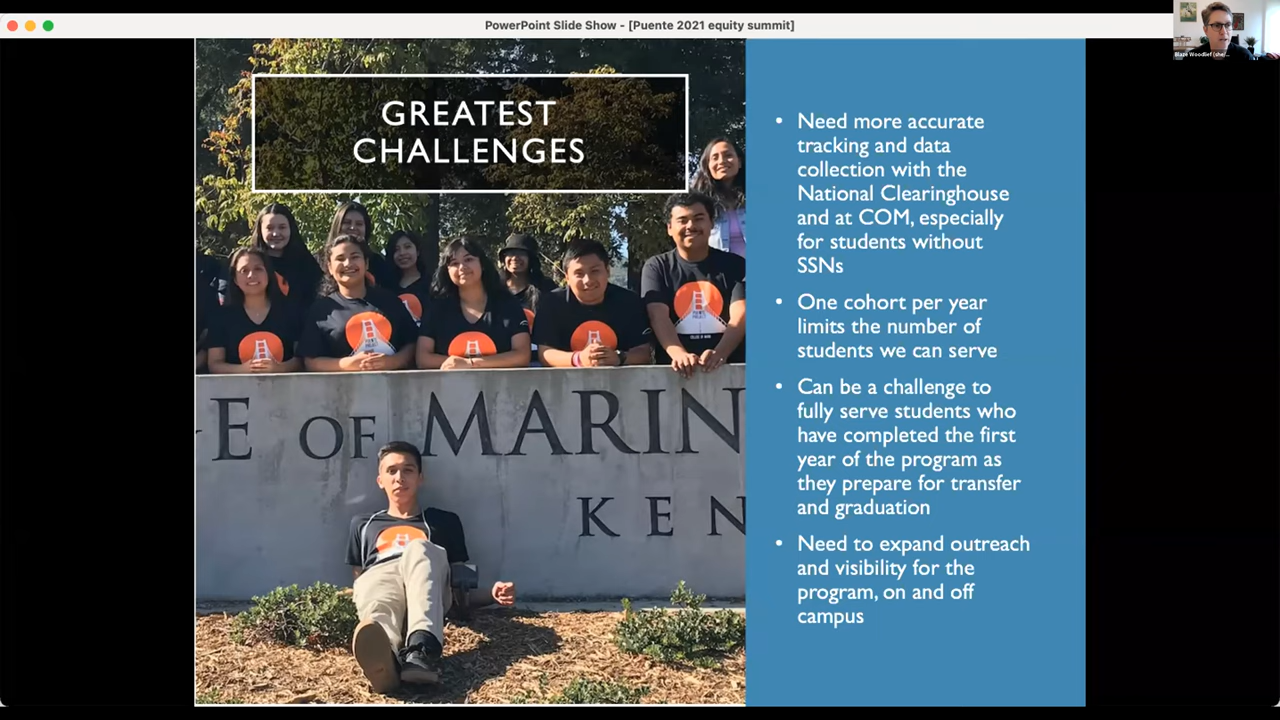 PowerPoint Slide Show - [Puente 2021 equity summit]
Blaze Woodlief (she/...
GREATEST
CHALLENGES
• Need more accurate
tracking and data
collection with the
National Clearinghouse
and at COM, especially
for students without
SSNs
• One cohort per year
limits the number of
students we can serve
• Can be a challenge to
fully serve students who
have completed the first
year of the program as
they prepare for transfer
and graduation
• Need to expand outreach
and visibility for the
program, on and off
campus
E OF MARIN
KEN